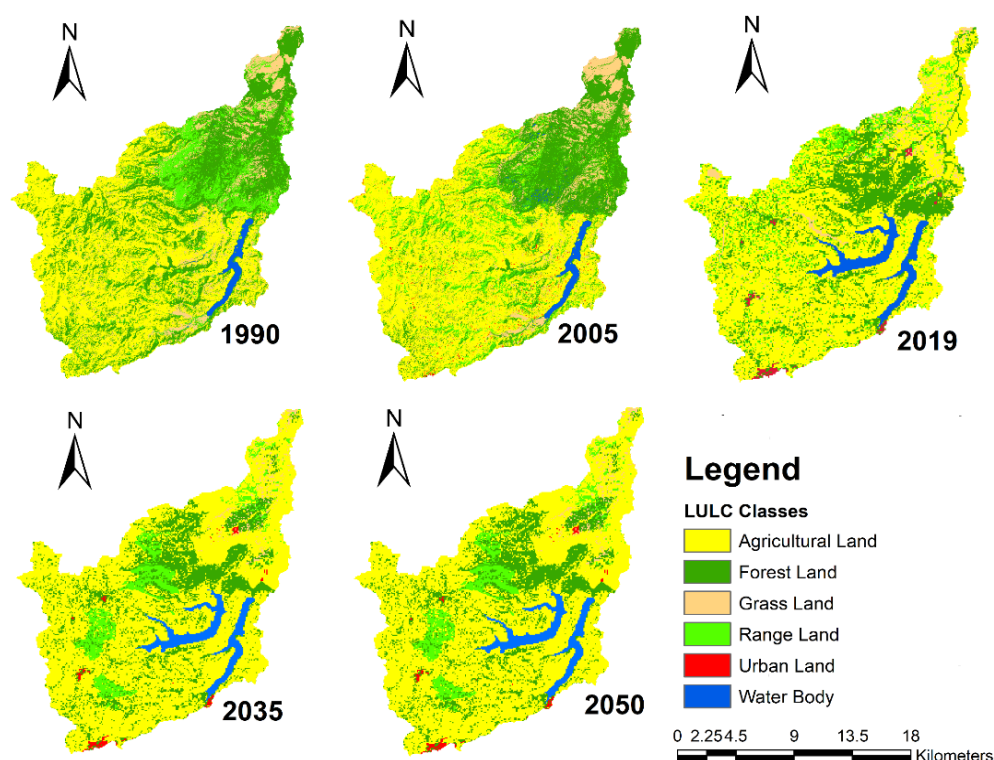 N
N
N
1990
2005
2019
N
N
2035
2050
Legend
LULC Classes
Agricultural Land
Forest Land
Grass Land
Range Land
Urban Land
Water Body
0 2.25 4.5 9 13.5 18
Kilometers